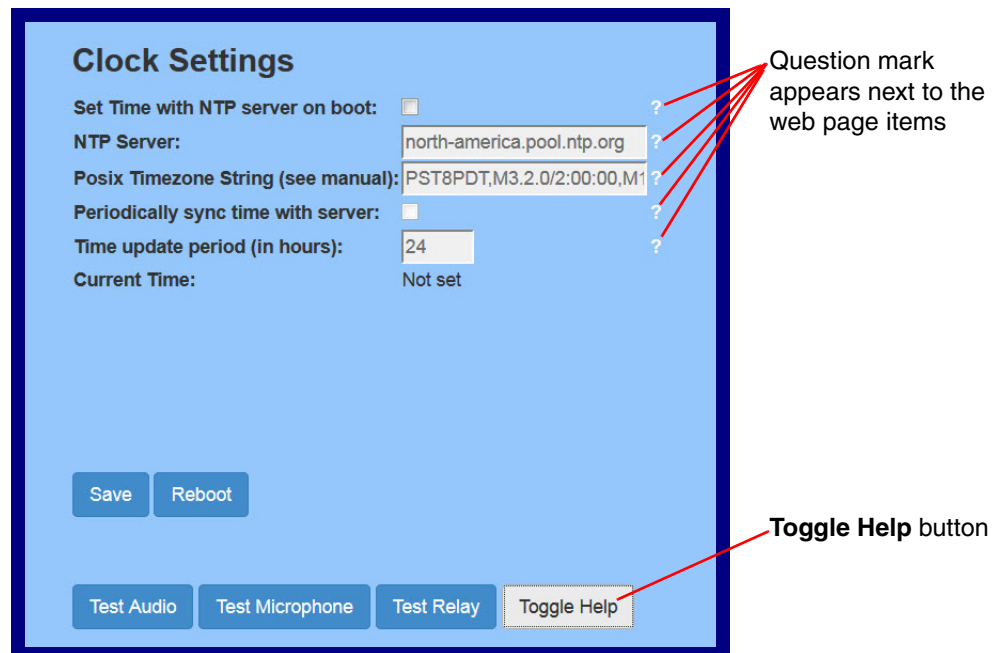 Clock Settings
Set Time with NTP server on boot: ?
NTP Server: north-america.pool.ntp.org ?
Posix Timezone String (see manual): PST8PDT,M3.2.0/2:00:00,M1 ?
Periodically sync time with server: ?
Time update period (in hours): 24 ?
Current Time: Not set
Save Reboot
Test Audio Test Microphone Test Relay Toggle Help
Question mark
appears next to the
web page items
Toggle Help button